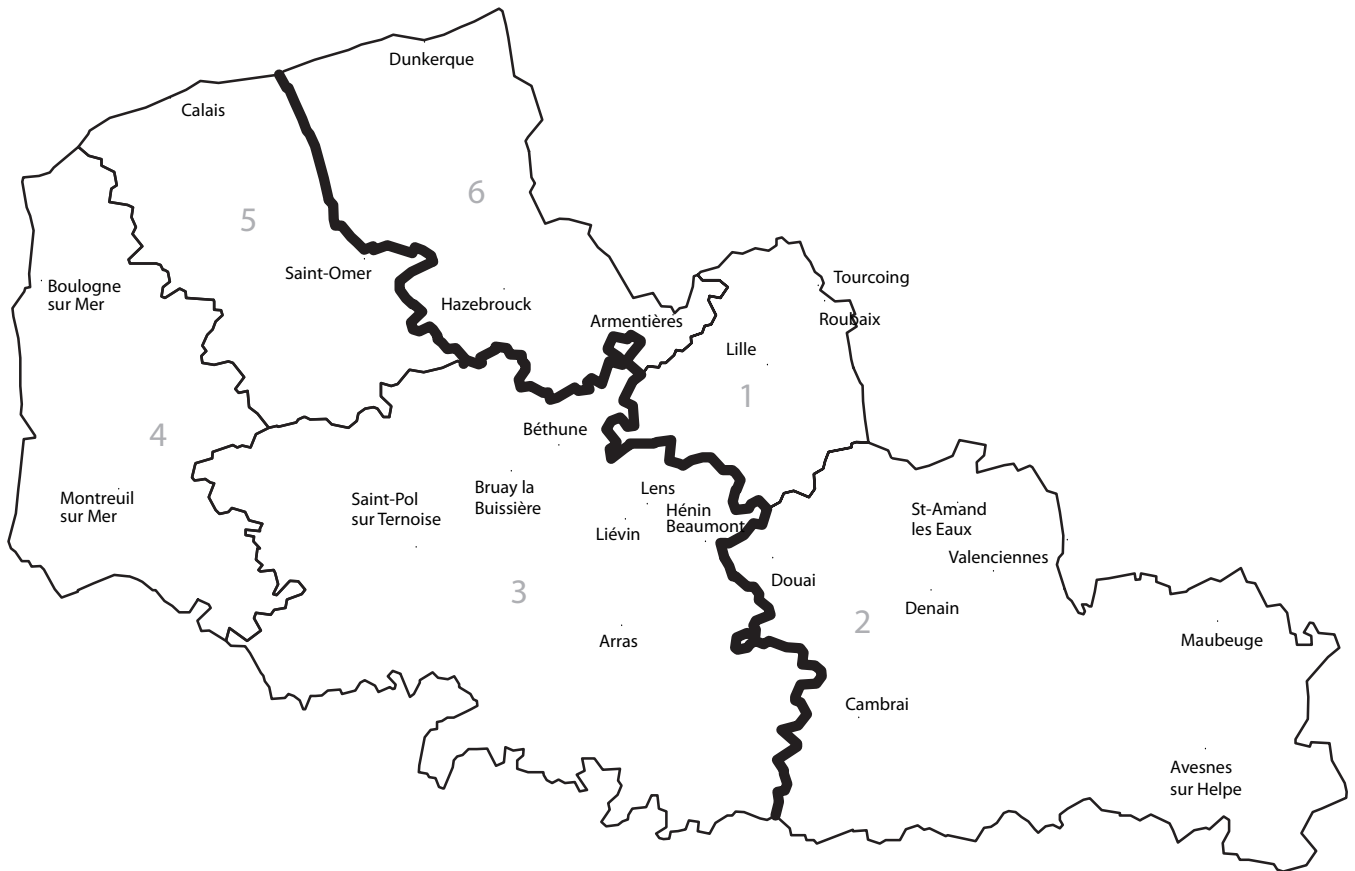 Dunkerque
Calais
6
5
Saint-Omer
Boulogne
sur Mer
Hazebrouck
Armentières
Tourcoing
Roubaix
Lille
1
4
Béthune
Montreuil
sur Mer
Saint-Pol
sur Ternoise
Bruay la
Buissière
Lens
Hénin
Beaumont
Liévin
St-Amand
les Eaux
Valenciennes
Douai
3
Denain
2
Arras
Maubeuge
Cambrai
Avesnes
sur Helpe